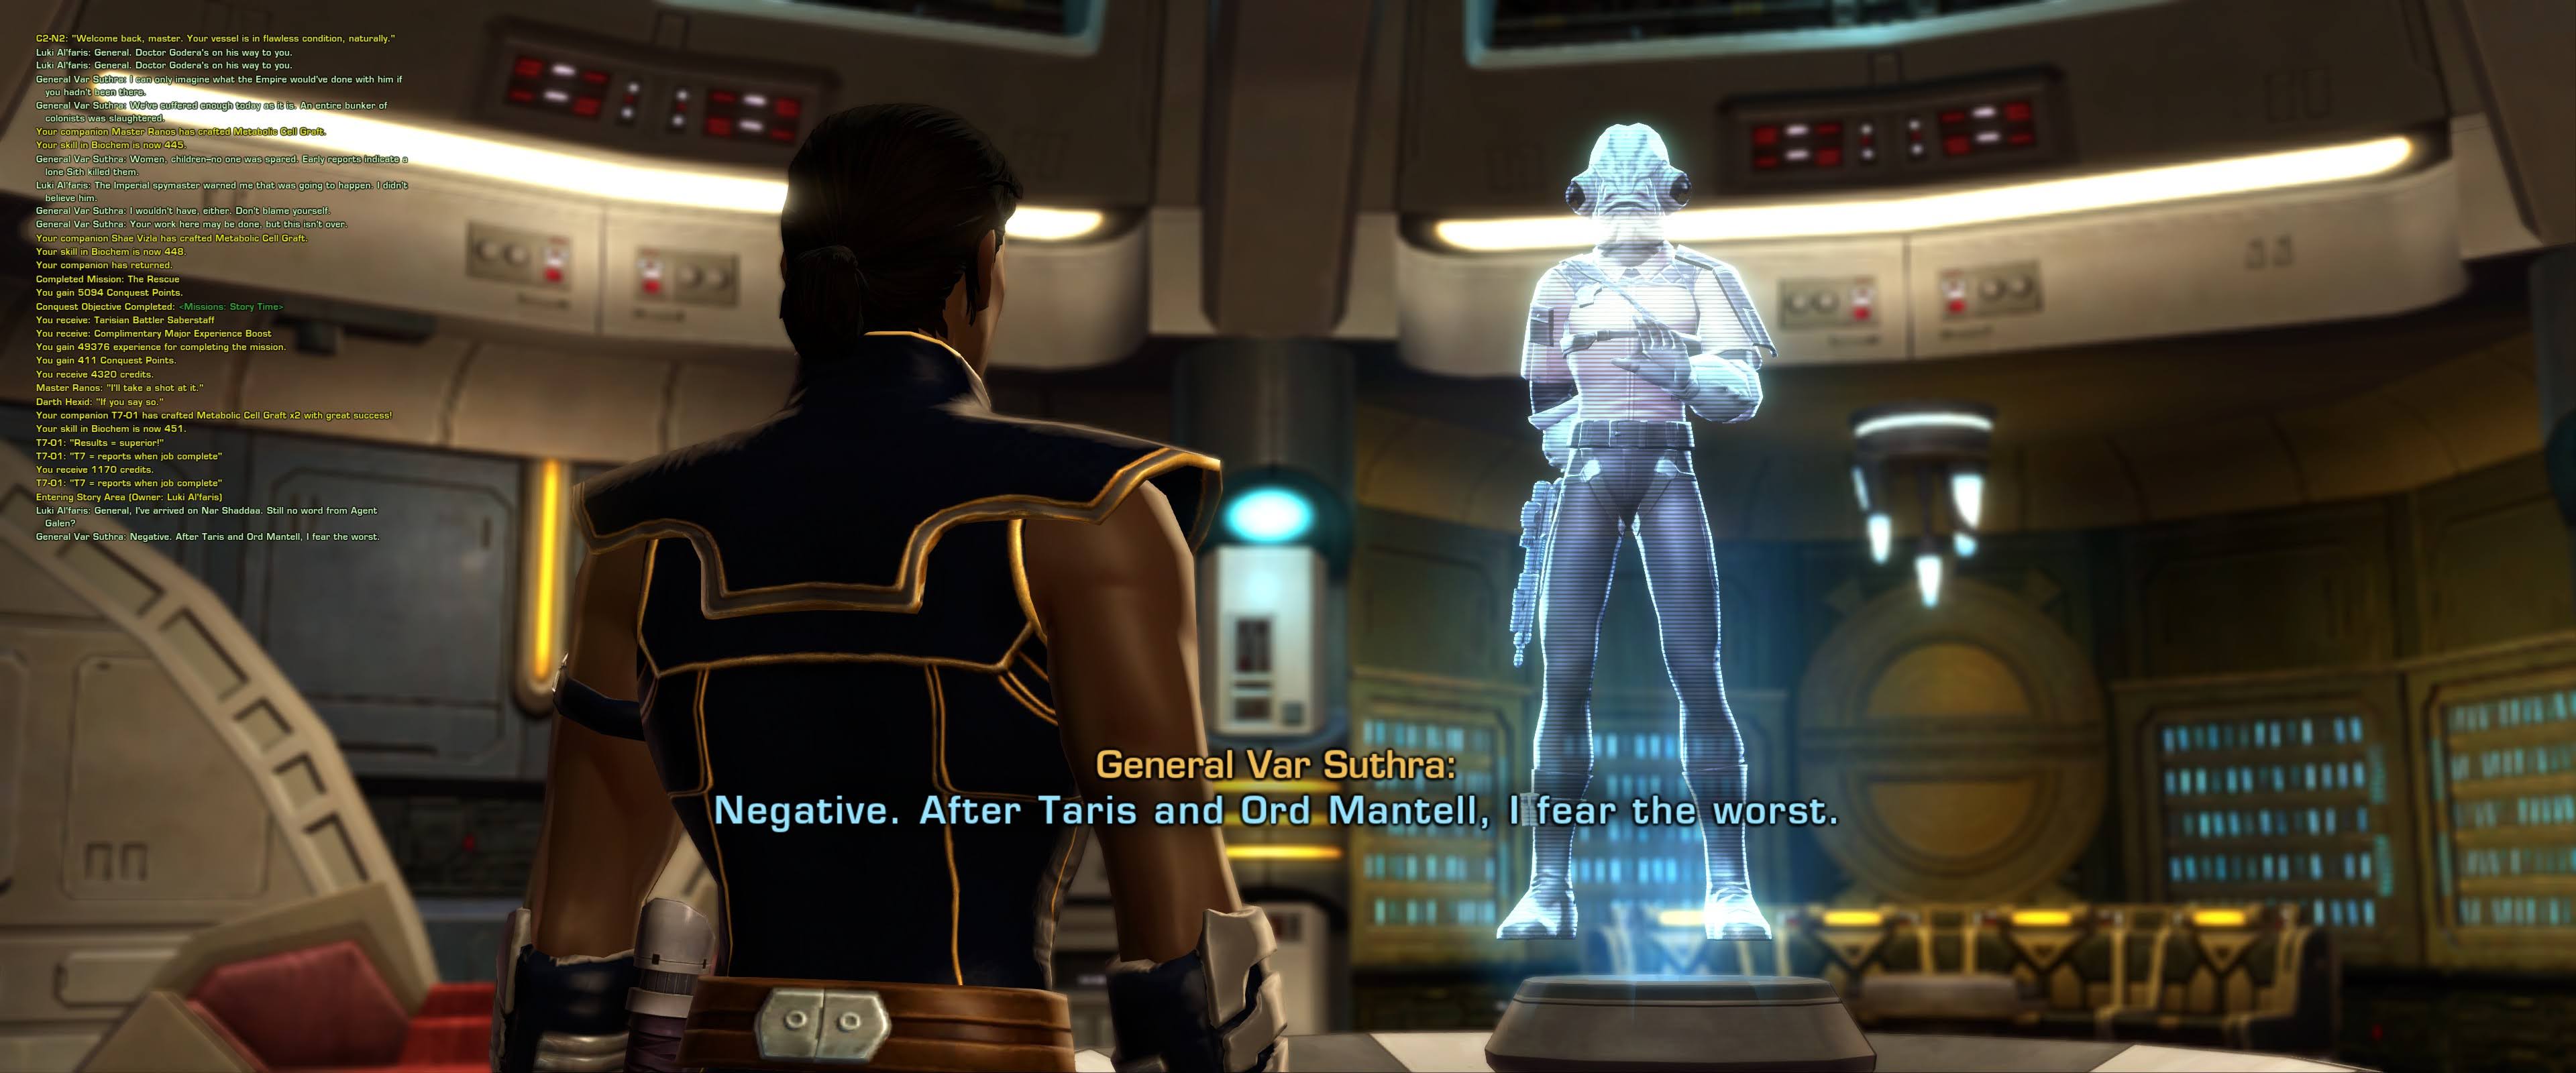 C2-N2: "Welcome back, master. Your vessel is in flawless condition, naturally."
Luki Al'faris: General. Doctor Godera's on his way to you.
Luki Al'faris: General. Doctor Godera's on his way to you.
General Var Suthra: I can only imagine what the Empire would've done with him if
you hadn't been there.
General Var Suthra: We've suffered enough today as it is. An entire bunker of
colonists was slaughtered.
Your companion Master Ranos has crafted Metabolic Cell Graft.
Your skill in Biochem is now 445.
General Var Suthra: Women, children–no one was spared. Early reports indicate a
lone Sith killed them.
Luki Al'faris: The Imperial spymaster warned me that was going to happen. I didn't
believe him.
General Var Suthra: I wouldn't have, either. Don't blame yourself.
General Var Suthra: Your work here may be done, but this isn't over.
Your companion Shae Vizla has crafted Metabolic Cell Graft.
Your skill in Biochem is now 448.
Your companion has returned.
Completed Mission: The Rescue
You gain 5094 Conquest Points.
Conquest Objective Completed: <Missions: Story Time>
You receive: Tarisian Battler Saberstaff
You receive: Complimentary Major Experience Boost
You gain 49376 experience for completing the mission.
You gain 411 Conquest Points.
You receive 4320 credits.
Master Ranos: "I'll take a shot at it."
Darth Hexid: "If you say so."
Your companion T7-O1 has crafted Metabolic Cell Graft x2 with great success!
Your skill in Biochem is now 451.
T7-O1: "Results = superior!"
T7-O1: "T7 = reports when job complete"
You receive 1170 credits.
T7-O1: "T7 = reports when job complete"
Entering Story Area (Owner: Luki Al'faris)
Luki Al'faris: General, I've arrived on Nar Shaddaa. Still no word from Agent
Galen?
General Var Suthra: Negative. After Taris and Ord Mantell, I fear the worst.
General Var Suthra:
Negative. After Taris and Ord Mantell, I fear the worst.